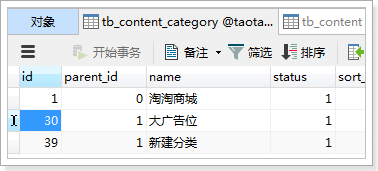 对象 tb_content_category @taota... tb_content
开始事务 备注 筛选 排序
id parent_id name status sort_
1 0 淘淘商城 1
30 1 大广告位 1
39 1 新建分类 1